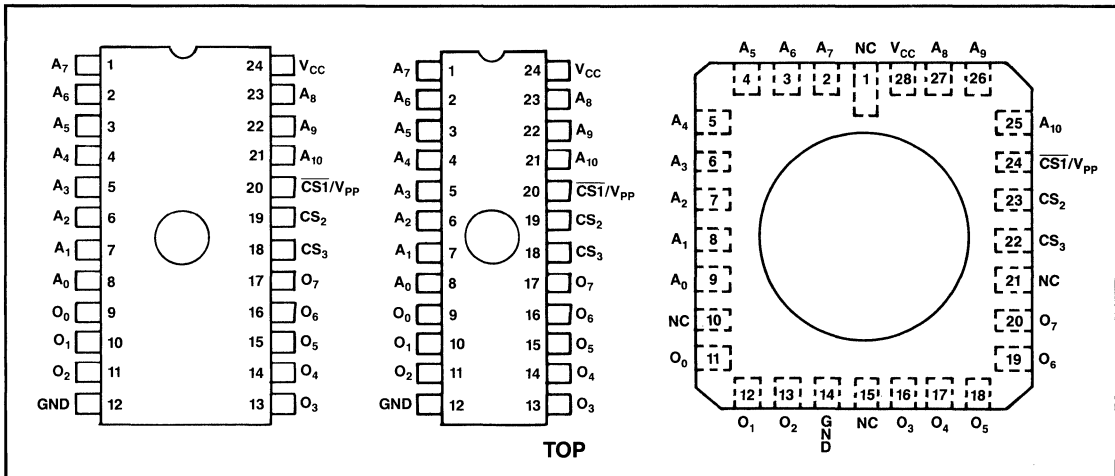 A7 1 24 VCC
A6 2 23 A8
A5 3 22 A9
A4 4 21 A10
A3 5 20 CS1/VPP
A2 6 19 CS2
A1 7 18 CS3
A0 8 17 O7
O0 9 16 O6
O1 10 15 O5
O2 11 14 O4
GND 12 13 O3
A7 1 24 VCC
A6 2 23 A8
A5 3 22 A9
A4 4 21 A10
A3 5 20 CS1/VPP
A2 6 19 CS2
A1 7 18 CS3
A0 8 17 O7
O0 9 16 O6
O1 10 15 O5
O2 11 14 O4
GND 12 13 O3
A5 A6 A7 NC VCC A8 A9
4 3 2 1 28 27 26
A4 5 25 A10
A3 6 24 CS1/VPP
A2 7 23 CS2
A1 8 22 CS3
A0 9 21 NC
NC 10 20 O7
O0 11 19 O6
12 13 14 15 16 17 18
O1 O2 GND NC O3 O4 O5
TOP